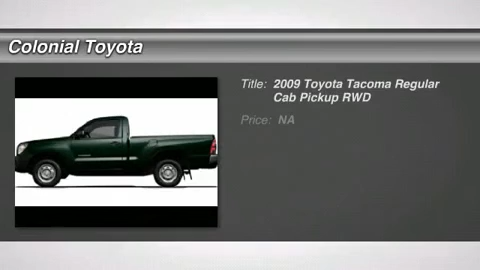 Colonial Toyota
Title: 2009 Toyota Tacoma Regular
Cab Pickup RWD
Price: NA